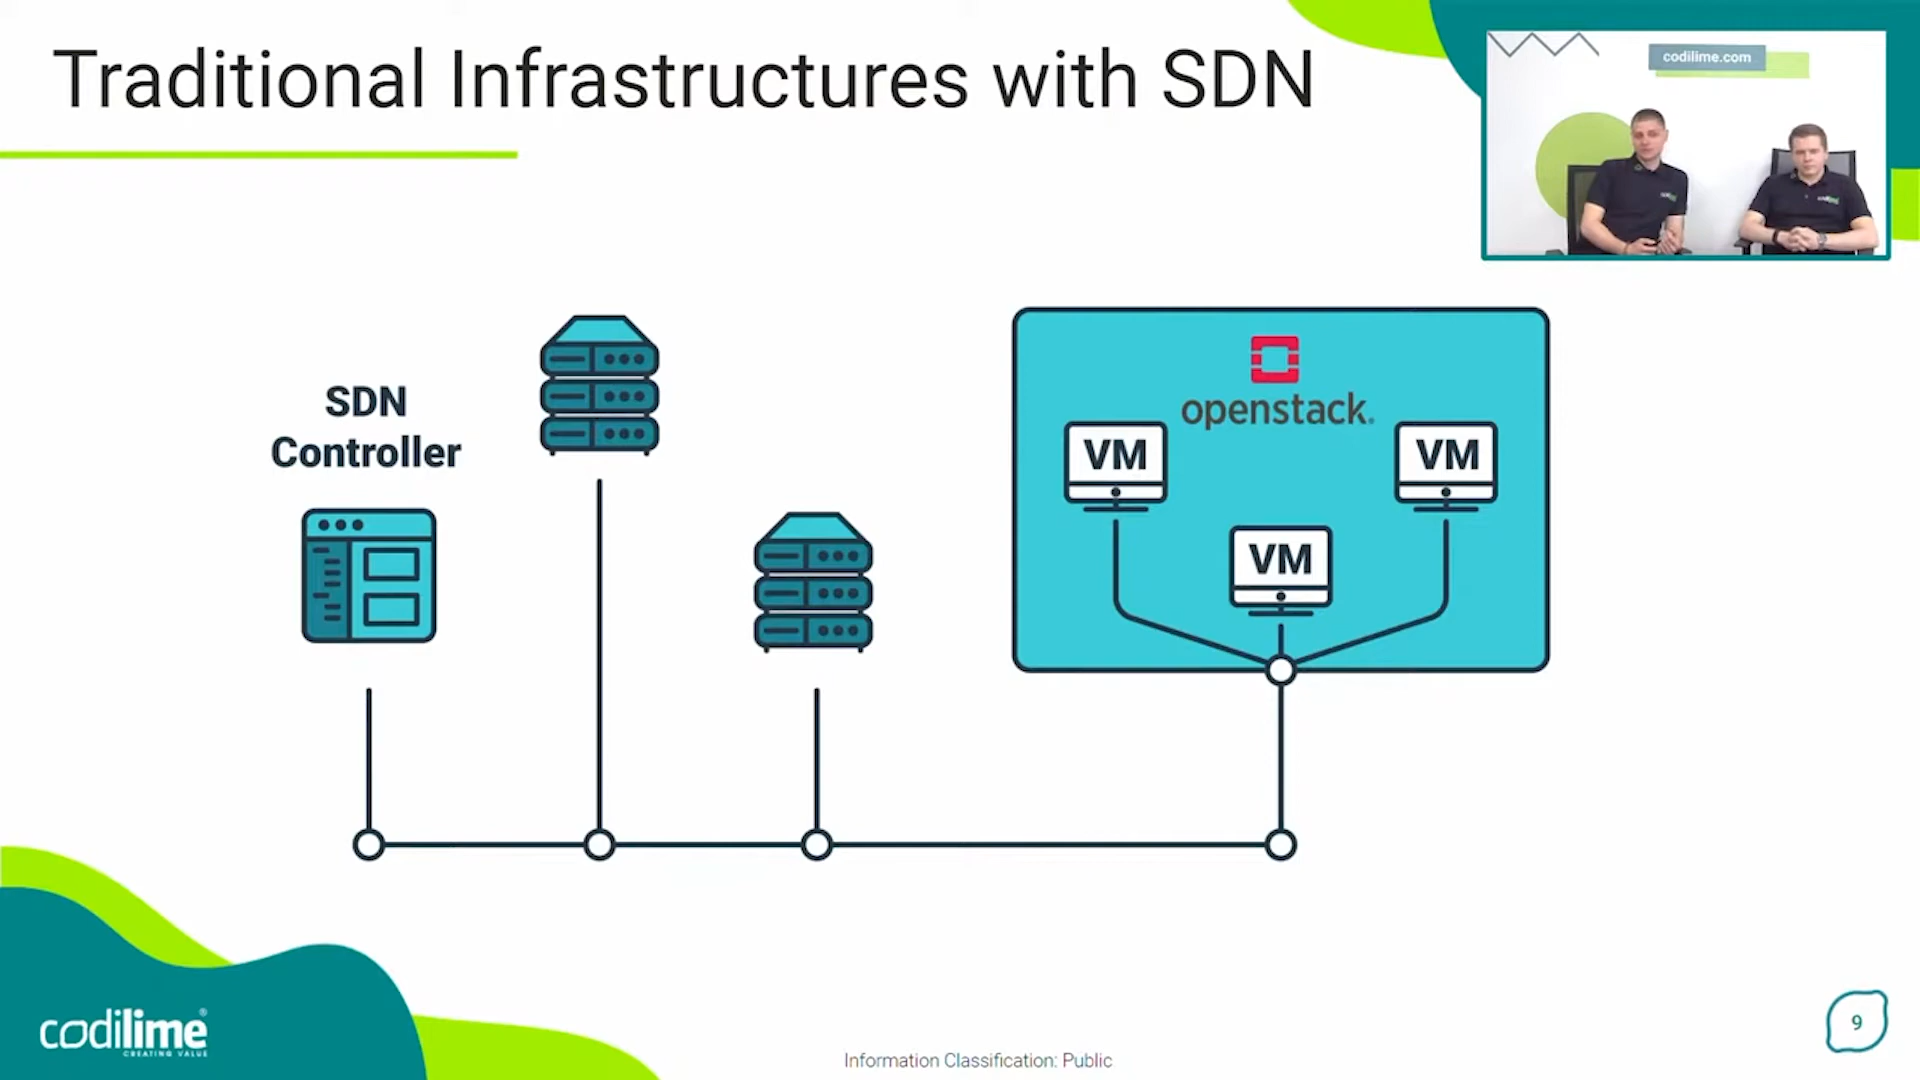 Traditional Infrastructures with SDN
codilime.com
SDN
Controller
openstack.
VM
VM
VM
codilime®
CREATING VALUE
Information Classification: Public
9